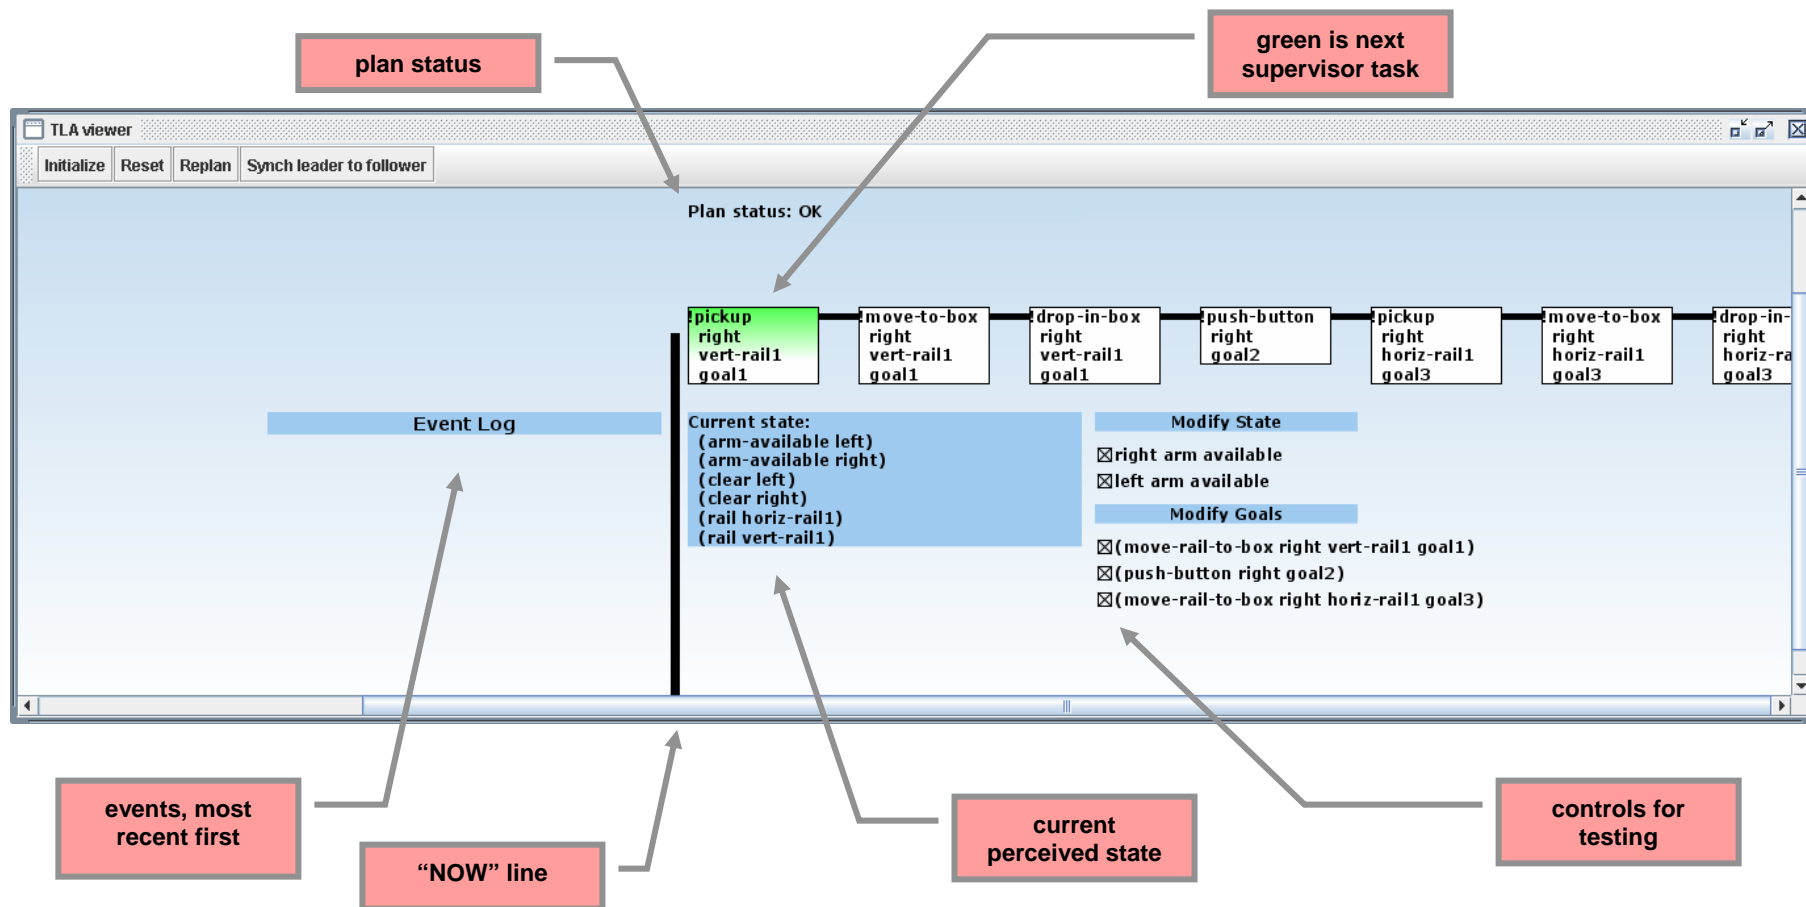 plan status
green is next
supervisor task
TLA viewer
Initialize Reset Replan Synch leader to follower
Plan status: OK
!pickup
right
vert-rail1
goal1
!move-to-box
right
vert-rail1
goal1
!drop-in-box
right
vert-rail1
goal1
!push-button
right
goal2
!pickup
right
horiz-rail1
goal3
!move-to-box
right
horiz-rail1
goal3
!drop-in-
right
horiz-ra
goal3
Event Log
Current state:
(arm-available left)
(arm-available right)
(clear left)
(clear right)
(rail horiz-rail1)
(rail vert-rail1)
Modify State
right arm available
left arm available
Modify Goals
(move-rail-to-box right vert-rail1 goal1)
(push-button right goal2)
(move-rail-to-box right horiz-rail1 goal3)
events, most
recent first
“NOW” line
current
perceived state
controls for
testing